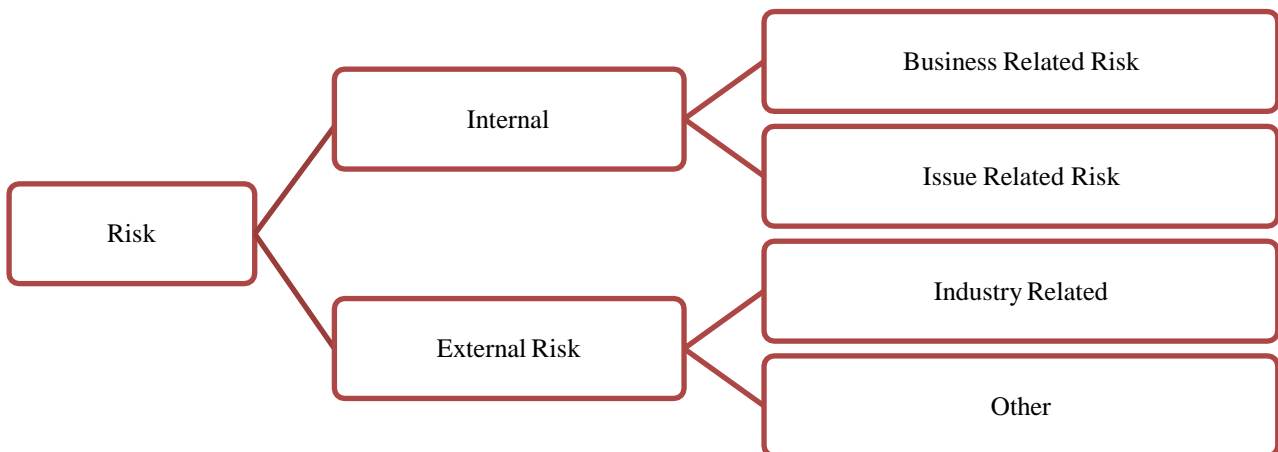 Risk
Internal
Business Related Risk
Issue Related Risk
External Risk
Industry Related
Other